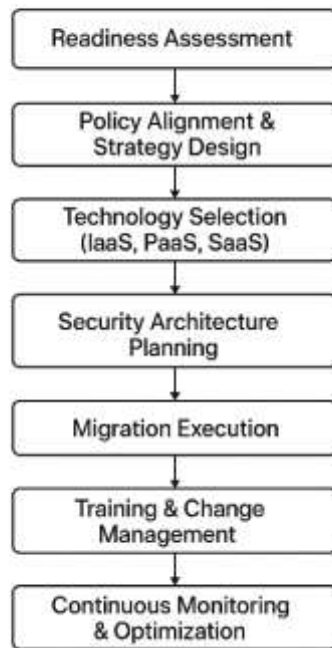 Readiness Assessment
Policy Alignment &
Strategy Design
Technology Selection
(IaaS, PaaS, SaaS)
Security Architecture
Planning
Migration Execution
Training & Change
Management
Continuous Monitoring
& Optimization